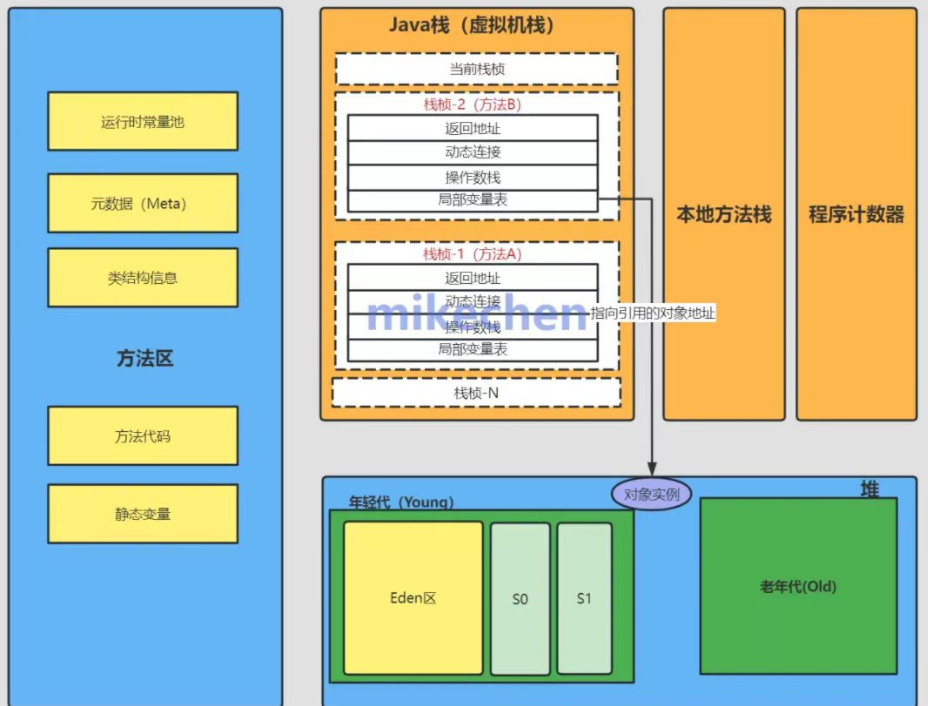 运行时常量池
元数据（Meta）
类结构信息
方法区
方法代码
静态变量
Java栈（虚拟机栈）
当前栈桢
栈桢-2（方法B）
返回地址
动态连接
操作数栈
局部变量表
栈桢-1（方法A）
返回地址
动态连接
操作数栈
局部变量表
mikechen
指向引用的对象地址
栈桢-N
本地方法栈
程序计数器
堆
对象实例
年轻代（Young）
Eden区
S0
S1
老年代(Old)